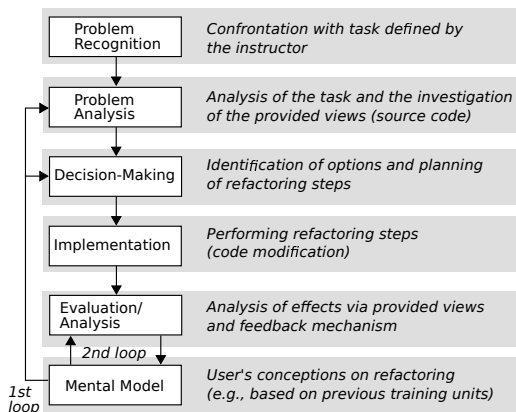 Problem
Recognition
Confrontation with task defined by
the instructor
Problem
Analysis
Analysis of the task and the investigation
of the provided views (source code)
Decision-Making
Identification of options and planning
of refactoring steps
Implementation
Performing refactoring steps
(code modification)
Evaluation/
Analysis
Analysis of effects via provided views
and feedback mechanism
2nd loop
Mental Model
User's conceptions on refactoring
(e.g., based on previous training units)
1st
loop